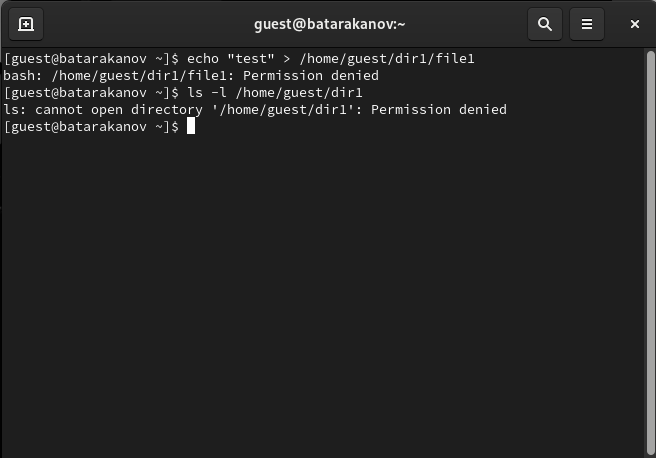 guest@batarakanov:~
[guest@batarakanov ~]$ echo "test" > /home/guest/dir1/file1
bash: /home/guest/dir1/file1: Permission denied
[guest@batarakanov ~]$ ls -l /home/guest/dir1
ls: cannot open directory '/home/guest/dir1': Permission denied
[guest@batarakanov ~]$